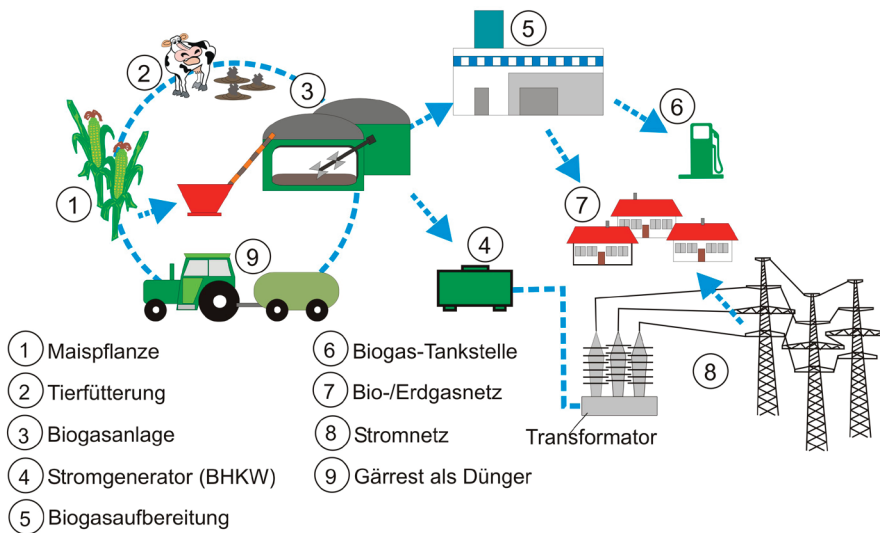 5
2
3
6
1
7
9
4
8
Transformator
1 Maispflanze
2 Tierfütterung
3 Biogasanlage
4 Stromgenerator (BHKW)
5 Biogasaufbereitung
6 Biogas-Tankstelle
7 Bio-/Erdgasnetz
8 Stromnetz
9 Gärrest als Dünger